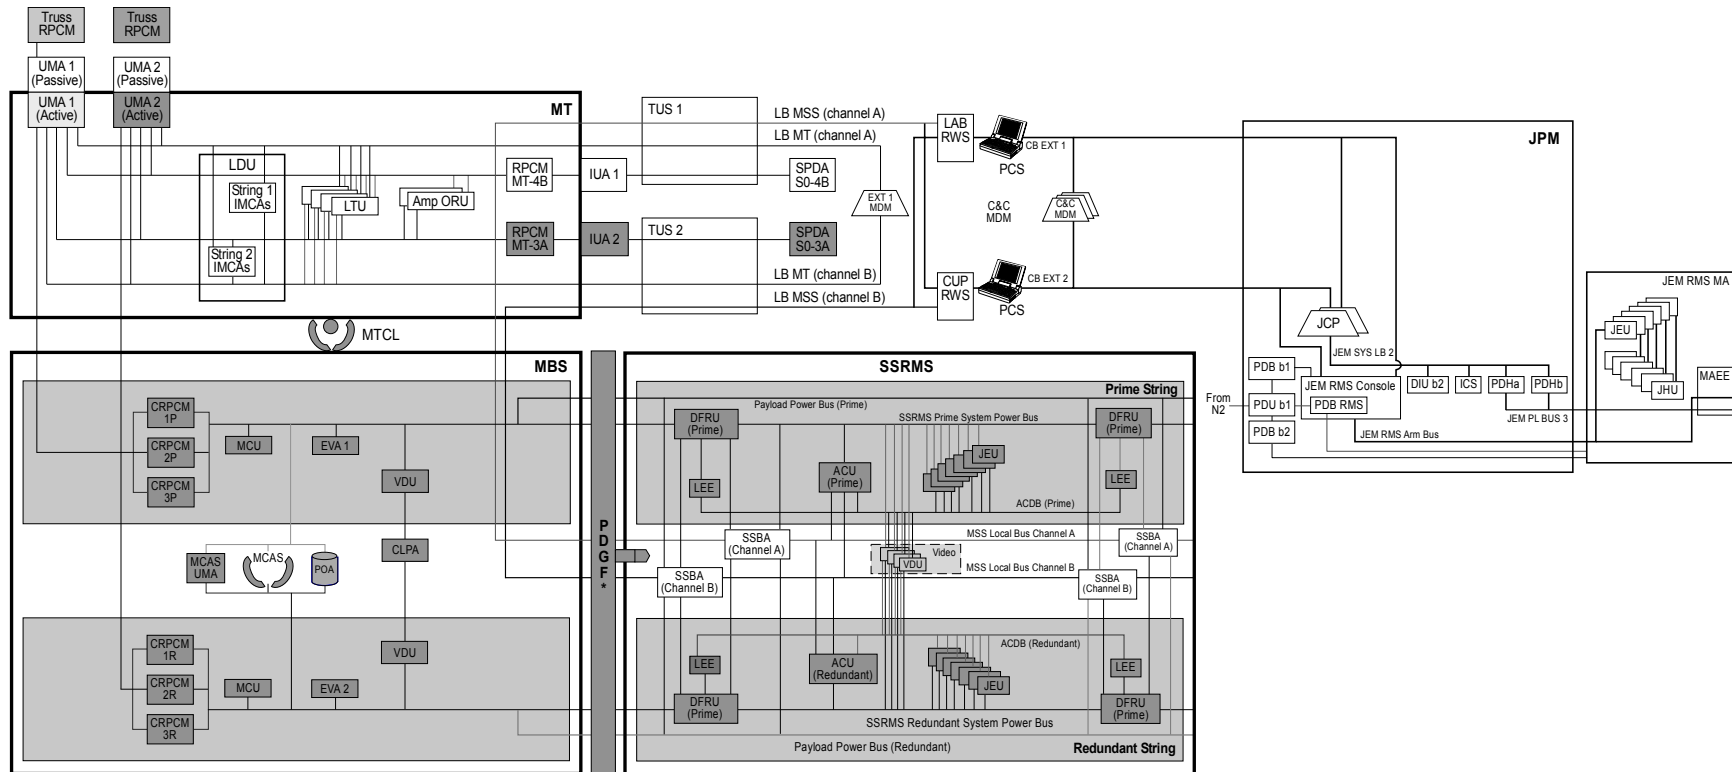 Truss
RPCM
Truss
RPCM
UMA 1
(Passive)
UMA 2
(Passive)
UMA 1
(Active)
UMA 2
(Active)
MT
LDU
String 1
IMCAs
String 2
IMCAs
LTU
Amp ORU
RPCM
MT-4B
IUA 1
RPCM
MT-3A
IUA 2
TUS 1
TUS 2
SPDA
S0-4B
SPDA
S0-3A
LB MSS (channel A)
LB MT (channel A)
LB MT (channel B)
LB MSS (channel B)
EXT 1
MDM
LAB
RWS
PCS
CB EXT 1
C&C
MDM
C&C
MDM
CUP
RWS
PCS
CB EXT 2
JPM
JCP
JEM SYS LB 2
PDB b1
From
N2
PDU b1
PDB b2
JEM RMS Console
PDB RMS
DIU b2
ICS
PDHa
PDHb
JEM PL BUS 3
JEM RMS Arm Bus
JEM RMS MA
JEU
JHU
MAEE
MTCL
MBS
CRPCM
1P
CRPCM
2P
CRPCM
3P
MCU
EVA 1
VDU
MCAS
UMA
MCAS
POA
CLPA
CRPCM
1R
CRPCM
2R
CRPCM
3R
MCU
EVA 2
VDU
P
D
G
F
*
SSRMS
Prime String
Payload Power Bus (Prime)
DFRU
(Prime)
SSRMS Prime System Power Bus
DFRU
(Prime)
LEE
ACU
(Prime)
JEU
LEE
ACDB (Prime)
SSBA
(Channel A)
MSS Local Bus Channel A
SSBA
(Channel A)
Video
VDU
SSBA
(Channel B)
MSS Local Bus Channel B
SSBA
(Channel B)
ACDB (Redundant)
LEE
ACU
(Redundant)
JEU
LEE
DFRU
(Prime)
DFRU
(Prime)
SSRMS Redundant System Power Bus
Payload Power Bus (Redundant)
Redundant String